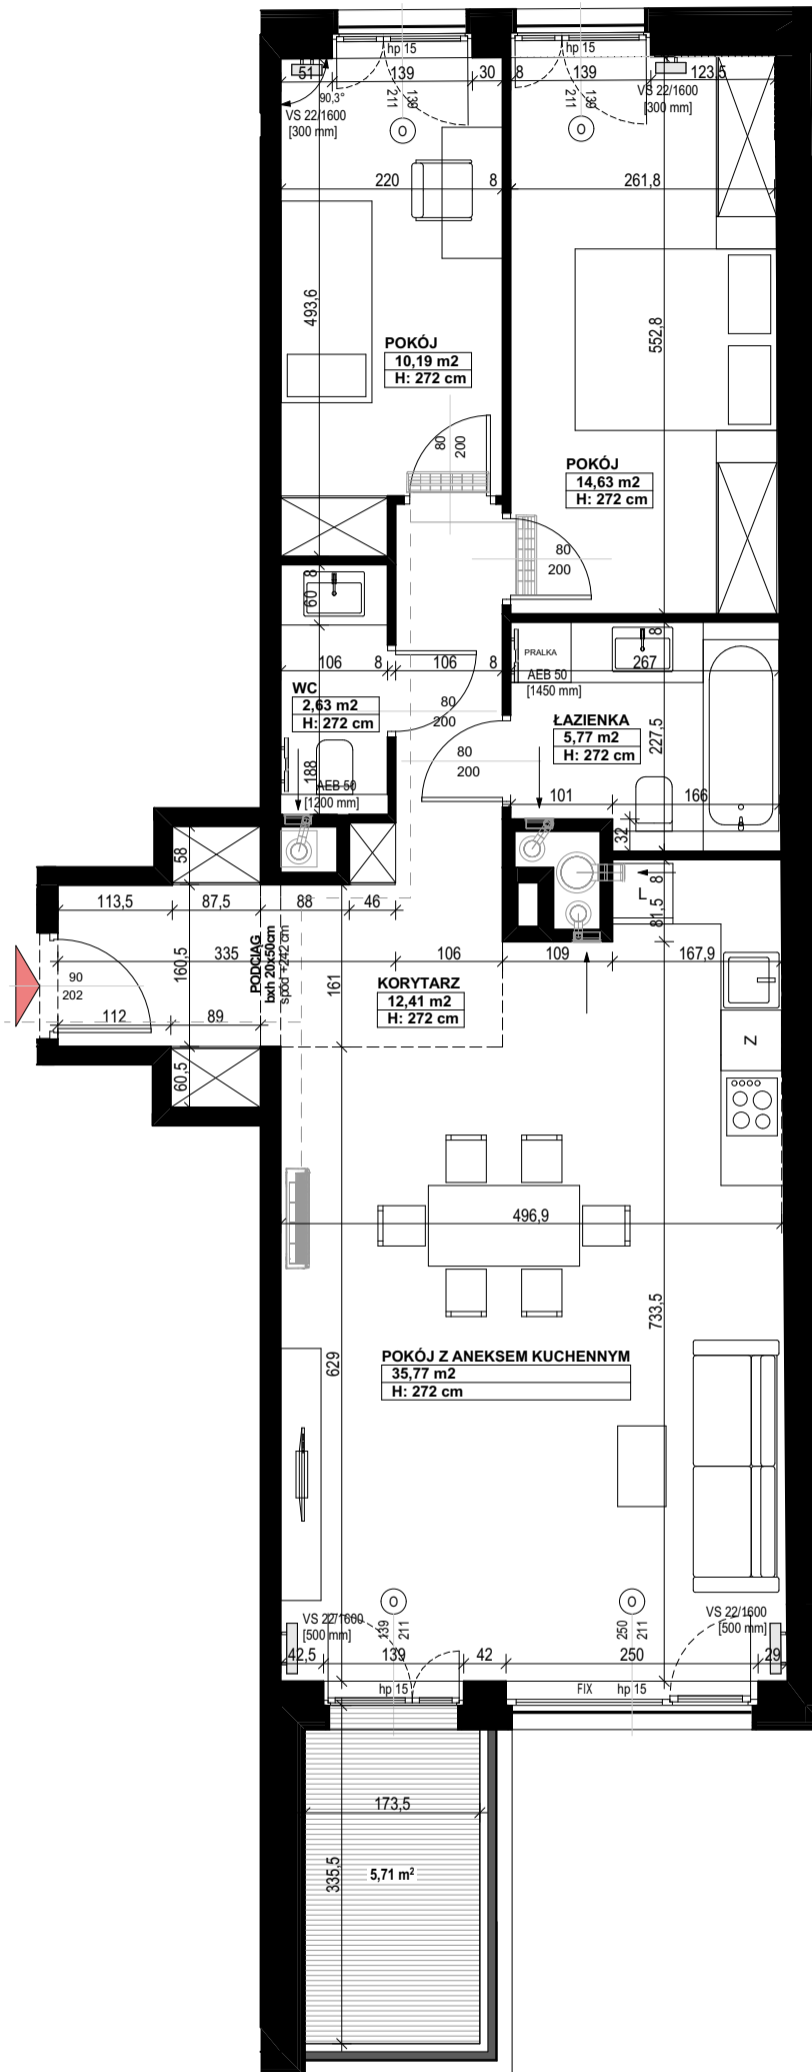 hp 15
hp 15
51
139
30
8
139
123,5
90,3°
139
211
139
211
VS 22/1600
[300 mm]
VS 22/1600
[300 mm]
220
8
261,8
493,6
552,8
POKÓJ
10,19 m2
H: 272 cm
80
200
POKÓJ
14,63 m2
H: 272 cm
80
200
8
60
8
PRALKA
106
8
106
8
267
AEB 50
[1450 mm]
WC
2,63 m2
H: 272 cm
80
200
ŁAZIENKA
5,77 m2
H: 272 cm
227,5
80
200
188
AEB 50
[1200 mm]
101
166
32
58
8
81,5
L
113,5
87,5
88
46
335
106
109
167,9
160,5
PODCIĄG
bxh 20x50cm
spód +242 cm
161
KORYTARZ
12,41 m2
H: 272 cm
90
202
112
89
Z
60,5
496,9
733,5
629
POKÓJ Z ANEKSEM KUCHENNYM
35,77 m2
H: 272 cm
VS 22/1600
[500 mm]
139
211
250
211
VS 22/1600
[500 mm]
42,5
139
42
250
29
hp 15
FIX
hp 15
173,5
335,5
5,71 m²